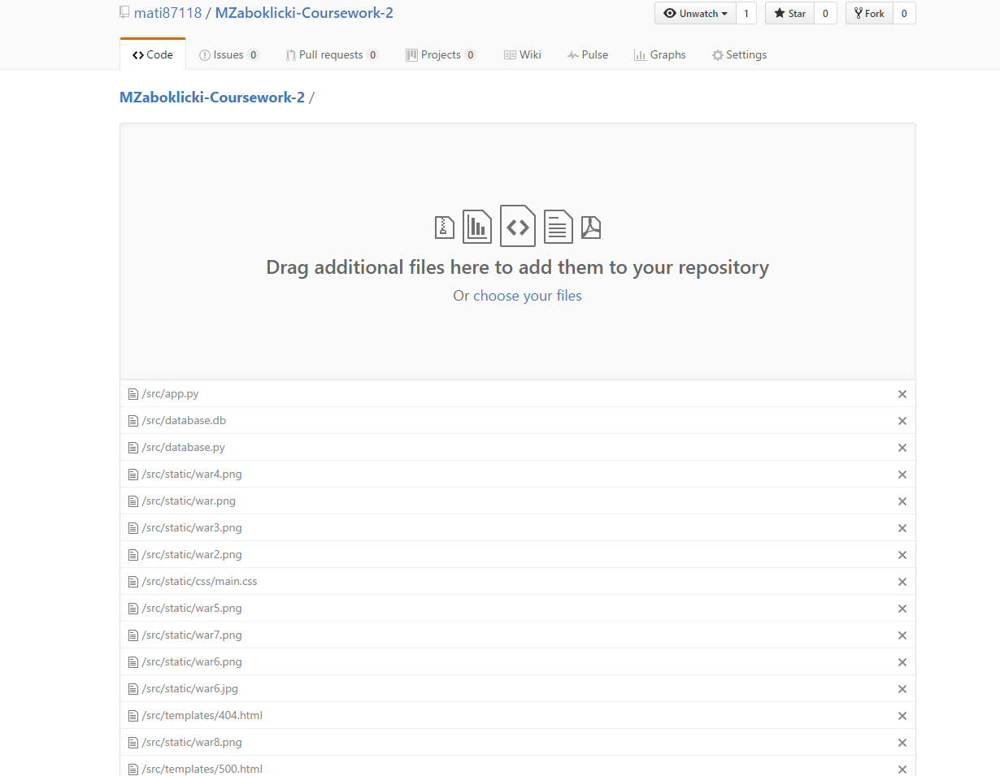 mati87118 / MZaboklicki-Coursework-2 Unwatch 1 Star 0 Fork 0
Code Issues 0 Pull requests 0 Projects 0 Wiki Pulse Graphs Settings
MZaboklicki-Coursework-2 /
Drag additional files here to add them to your repository
Or choose your files
/src/app.py
/src/database.db
/src/database.py
/src/static/war4.png
/src/static/war.png
/src/static/war3.png
/src/static/war2.png
/src/static/css/main.css
/src/static/war5.png
/src/static/war7.png
/src/static/war6.png
/src/static/war6.jpg
/src/templates/404.html
/src/static/war8.png
/src/templates/500.html